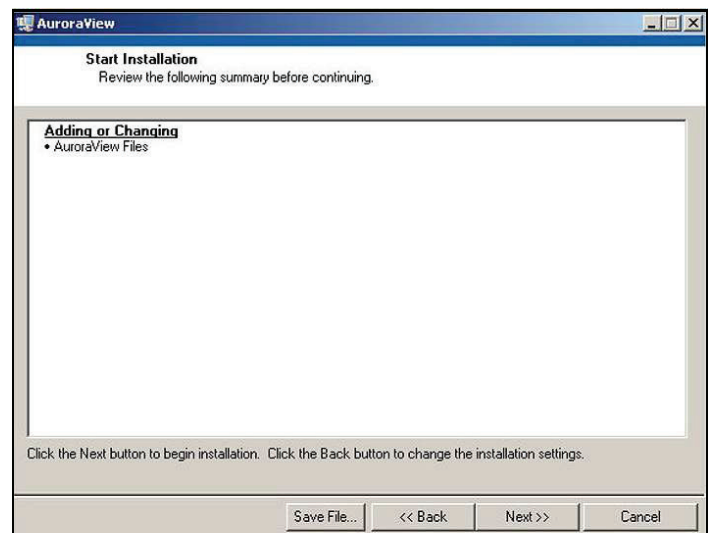 AuroraView
Start Installation
Review the following summary before continuing.
Adding or Changing
• AuroraView Files
Click the Next button to begin installation. Click the Back button to change the installation settings.
Save File... << Back Next >> Cancel